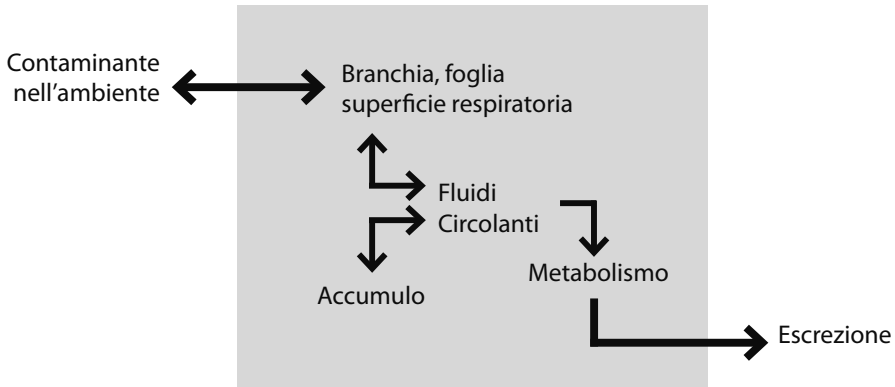 Contaminante
nell'ambiente
Branchia, foglia
superficie respiratoria
Fluidi
Circolanti
Metabolismo
Accumulo
Escrezione